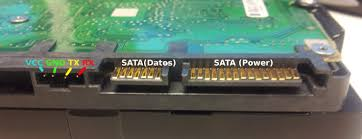 VCC GND TX RX SATA(Datos) SATA (Power)